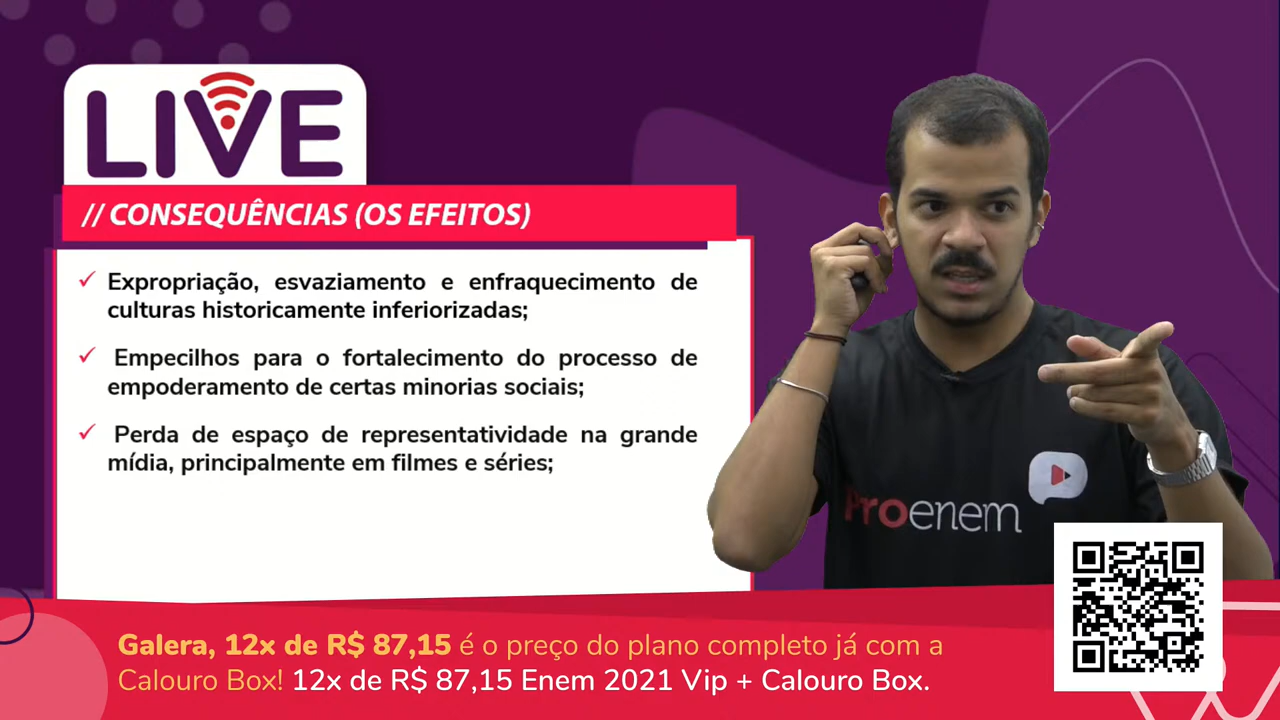 LIVE
// CONSEQUÊNCIAS (OS EFEITOS)
Expropriação, esvaziamento e enfraquecimento de
culturas historicamente inferiorizadas;
Empecilhos para o fortalecimento do processo de
empoderamento de certas minorias sociais;
Perda de espaço de representatividade na grande
mídia, principalmente em filmes e séries;
Proenem
Galera, 12x de R$ 87,15 é o preço do plano completo já com a
Calouro Box! 12x de R$ 87,15 Enem 2021 Vip + Calouro Box.